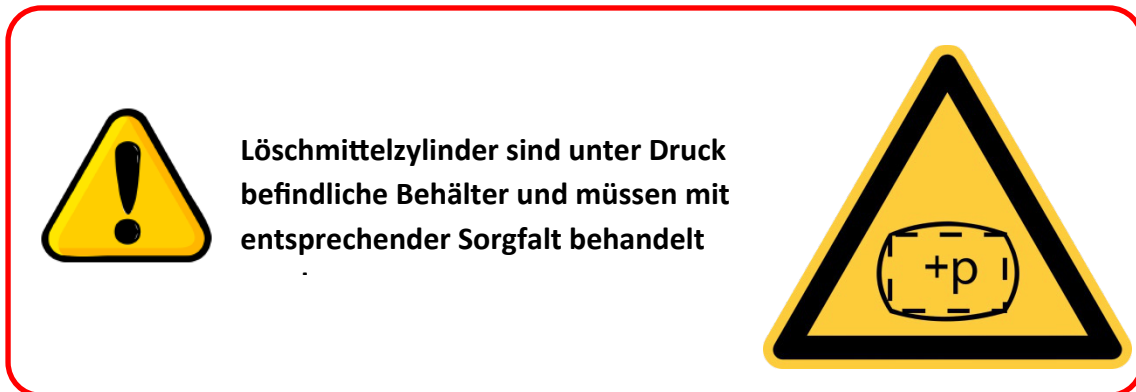 Löschmittelzylinder sind unter Druck
befindliche Behälter und müssen mit
entsprechender Sorgfalt behandelt
+p